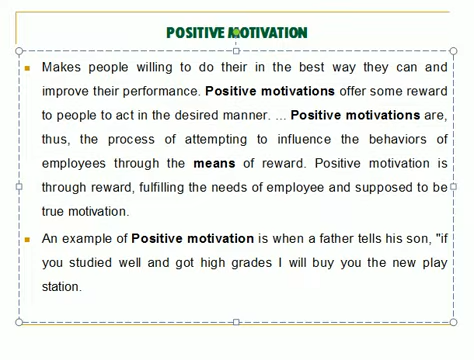 POSITIVE MOTIVATION
Makes people willing to do their in the best way they can and
improve their performance. Positive motivations offer some reward
to people to act in the desired manner. ... Positive motivations are,
thus, the process of attempting to influence the behaviors of
employees through the means of reward. Positive motivation is
through reward, fulfilling the needs of employee and supposed to be
true motivation.
An example of Positive motivation is when a father tells his son, "if
you studied well and got high grades I will buy you the new play
station.